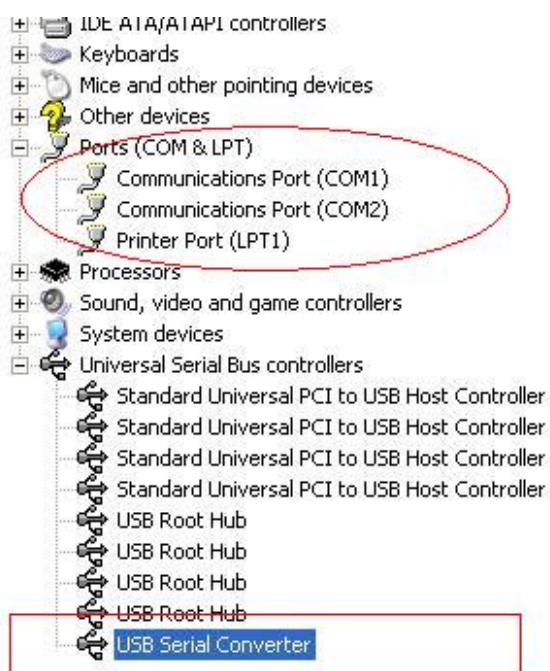 IDE ATA/ATAPI controllers
Keyboards
Mice and other pointing devices
Other devices
Ports (COM & LPT)
Communications Port (COM1)
Communications Port (COM2)
Printer Port (LPT1)
Processors
Sound, video and game controllers
System devices
Universal Serial Bus controllers
Standard Universal PCI to USB Host Controller
Standard Universal PCI to USB Host Controller
Standard Universal PCI to USB Host Controller
Standard Universal PCI to USB Host Controller
USB Root Hub
USB Root Hub
USB Root Hub
USB Root Hub
USB Serial Converter